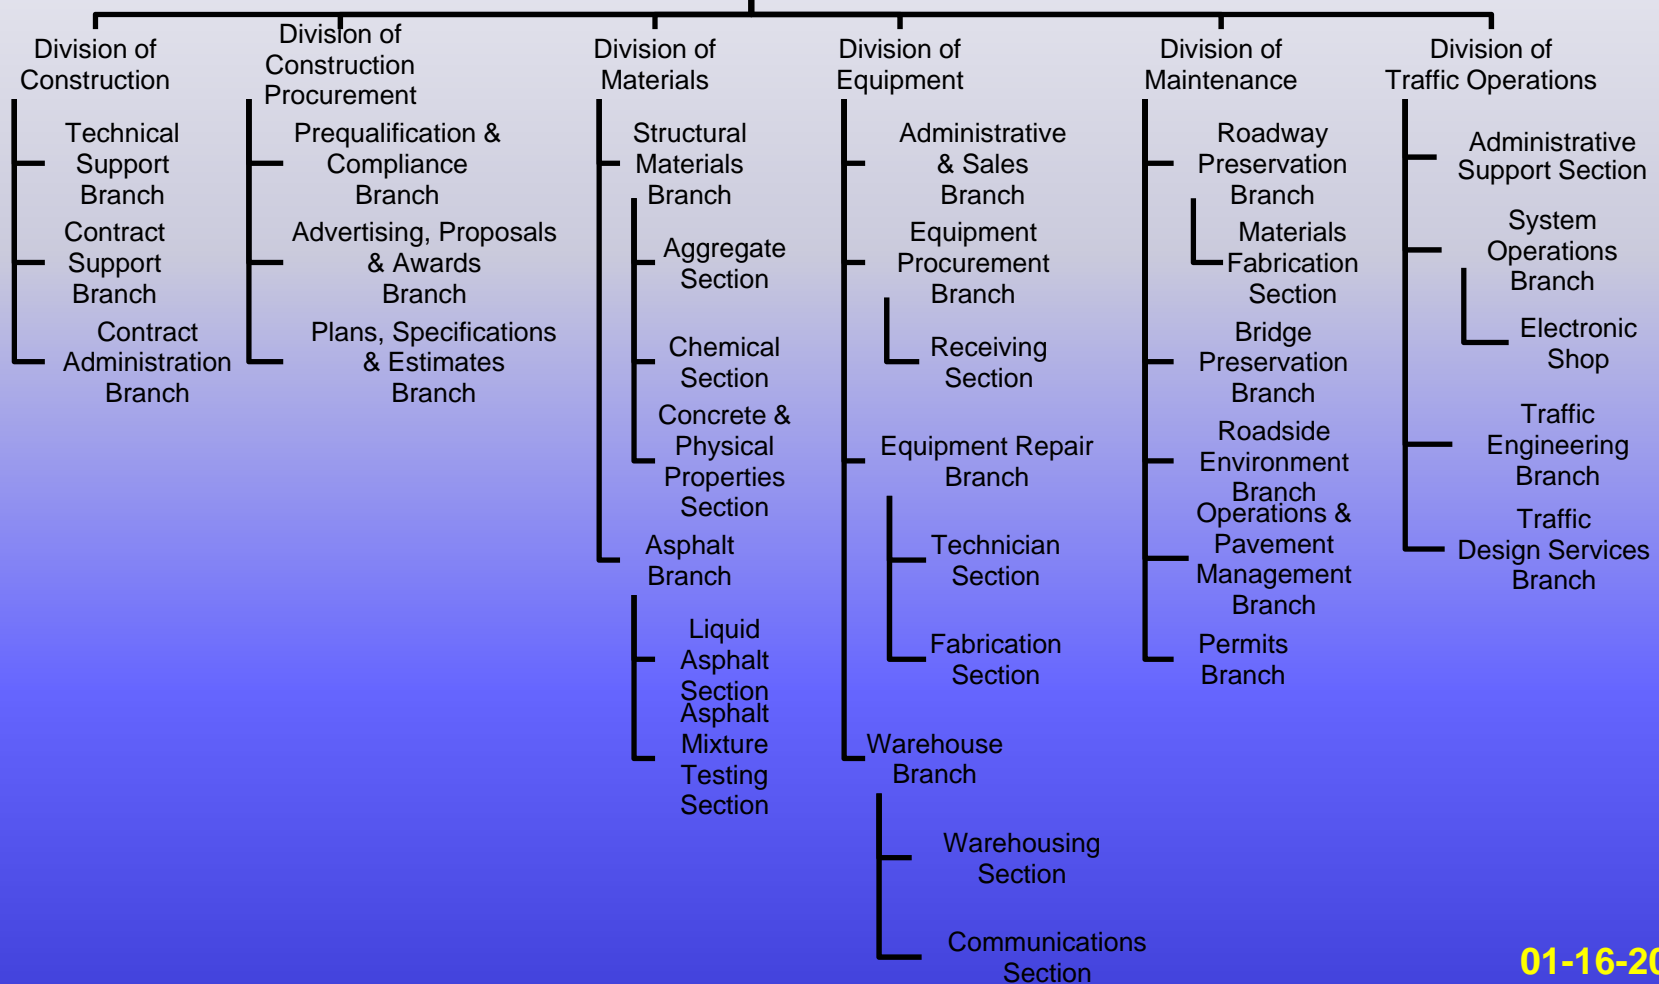 Division of
Construction
Technical
Support
Branch
Contract
Support
Branch
Contract
Administration
Branch
Division of
Construction
Procurement
Prequalification &
Compliance
Branch
Advertising, Proposals
& Awards
Branch
Plans, Specifications
& Estimates
Branch
Division of
Materials
Structural
Materials
Branch
Aggregate
Section
Chemical
Section
Concrete &
Physical
Properties
Section
Asphalt
Branch
Liquid
Asphalt
Section
Asphalt
Mixture
Testing
Section
Division of
Equipment
Administrative
& Sales
Branch
Equipment
Procurement
Branch
Receiving
Section
Equipment Repair
Branch
Technician
Section
Fabrication
Section
Warehouse
Branch
Warehousing
Section
Communications
Section
Division of
Maintenance
Roadway
Preservation
Branch
Materials
Fabrication
Section
Bridge
Preservation
Branch
Roadside
Environment
Branch
Operations &
Pavement
Management
Branch
Permits
Branch
Division of
Traffic Operations
Administrative
Support Section
System
Operations
Branch
Electronic
Shop
Traffic
Engineering
Branch
Traffic
Design Services
Branch
01-16-20